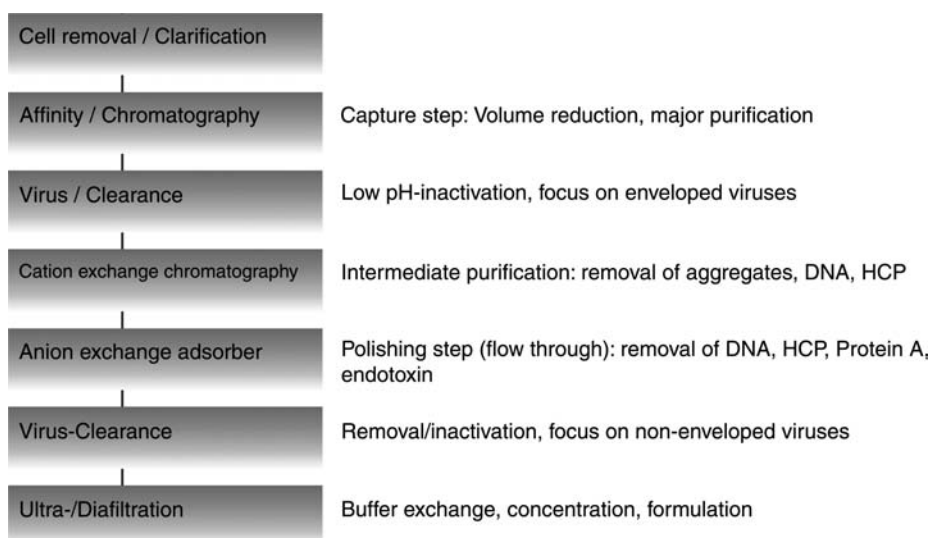 Cell removal / Clarification
Affinity / Chromatography
Capture step: Volume reduction, major purification
Virus / Clearance
Low pH-inactivation, focus on enveloped viruses
Cation exchange chromatography
Intermediate purification: removal of aggregates, DNA, HCP
Anion exchange adsorber
Polishing step (flow through): removal of DNA, HCP, Protein A,
endotoxin
Virus-Clearance
Removal/inactivation, focus on non-enveloped viruses
Ultra-/Diafiltration
Buffer exchange, concentration, formulation